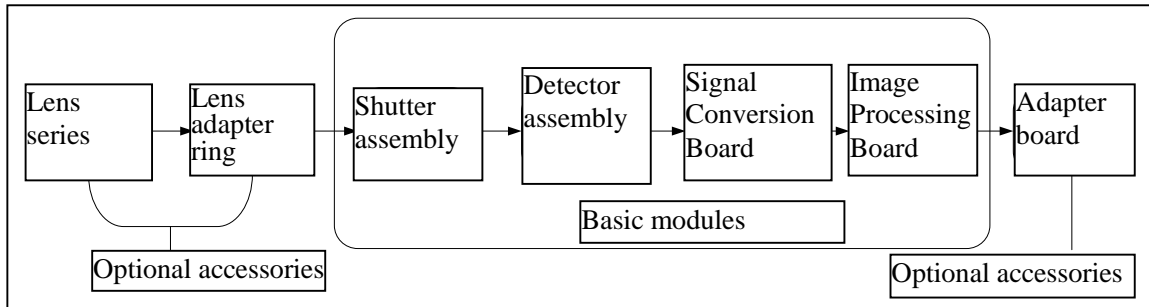 Lens
series
Lens
adapter
ring
Shutter
assembly
Detector
assembly
Signal
Conversion
Board
Image
Processing
Board
Adapter
board
Basic modules
Optional accessories
Optional accessories